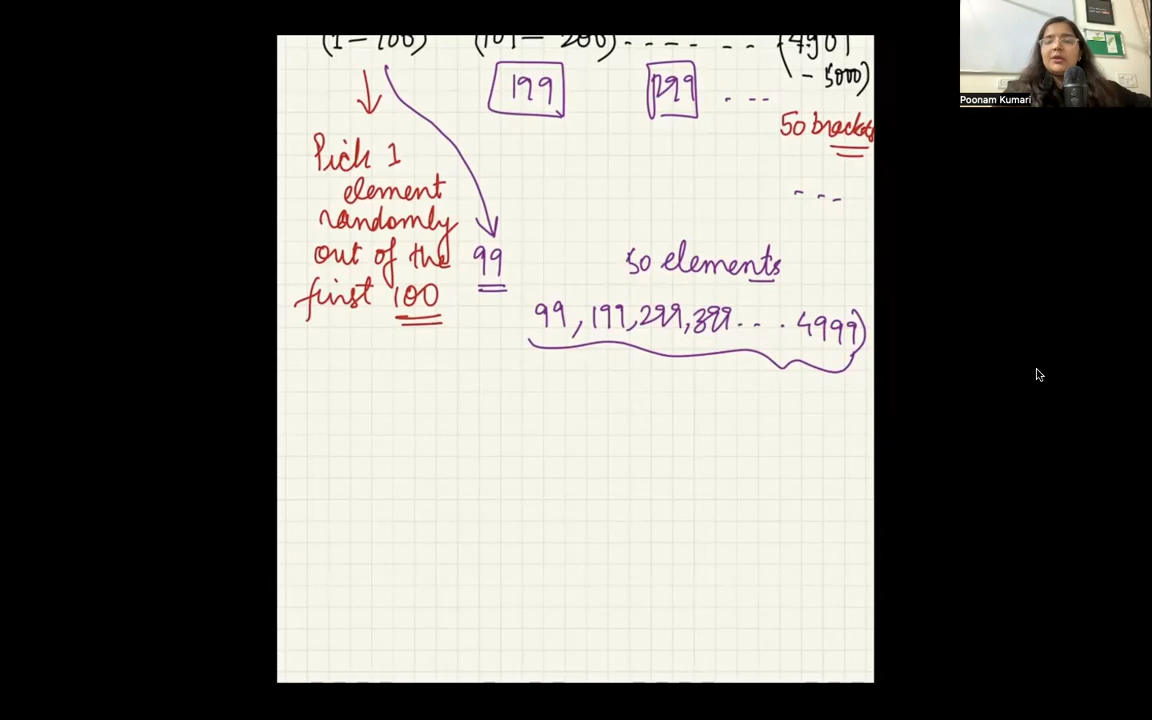 (1-100) (101 - 200) - - - - - - - (4901
- 5000)
199 299 - - --
50 brackets
- - -
Pick 1
element
randomly
out of the
first 100
99
50 elements
99, 199, 299, 399 - - - . 4999)
Poonam Kumari